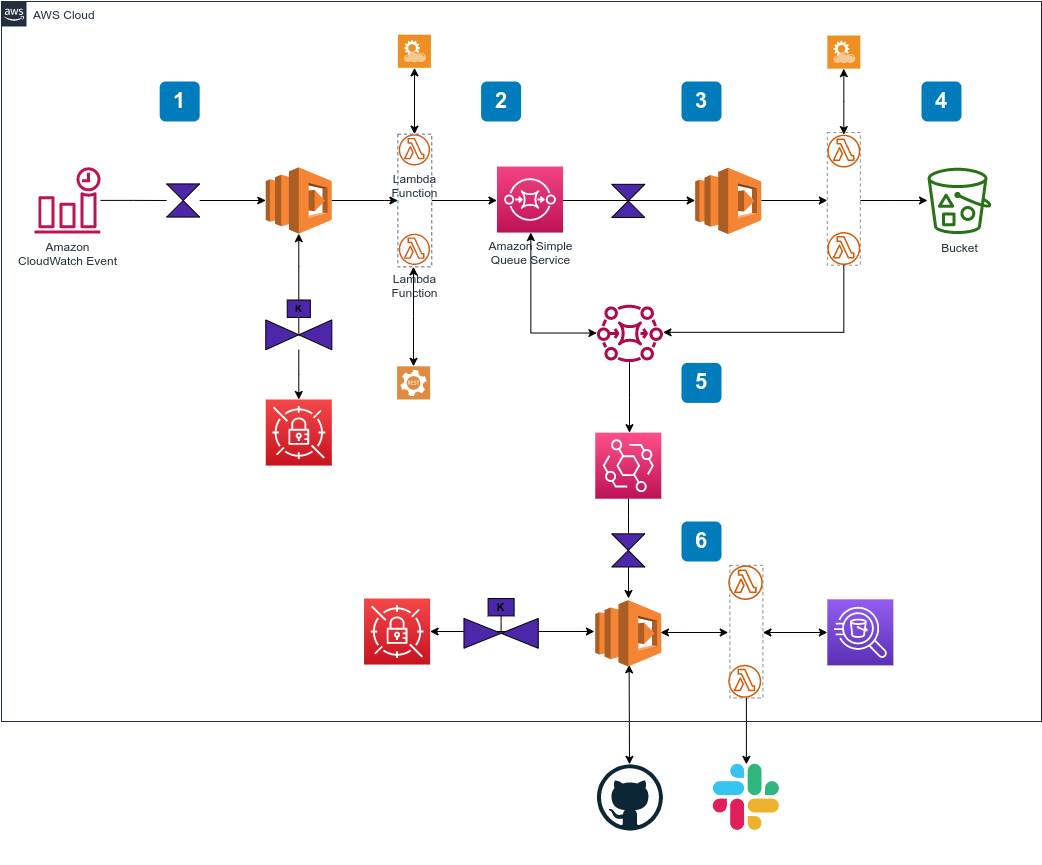 aws
AWS Cloud
1
2
3
4
Lambda
Function
Amazon
CloudWatch Event
Amazon Simple
Queue Service
Bucket
Lambda
Function
K
REST
5
6
K